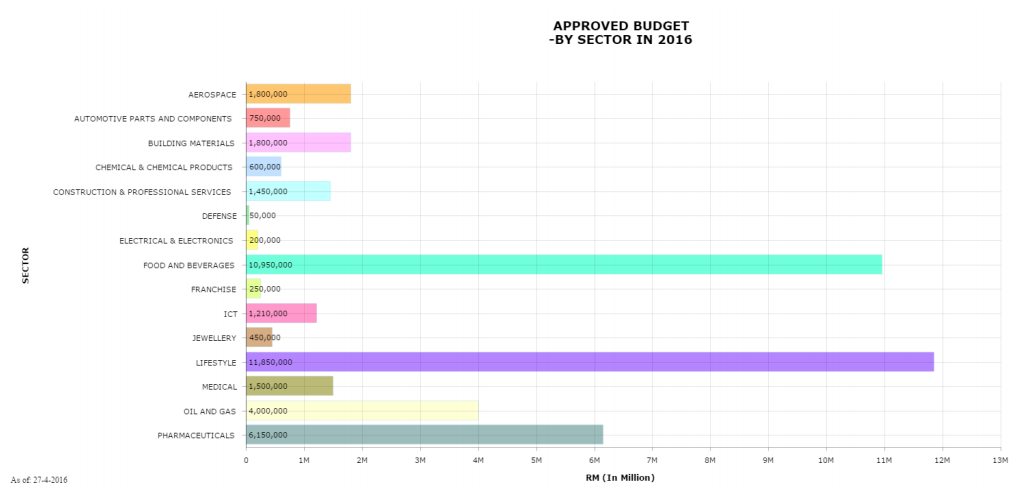 APPROVED BUDGET
-BY SECTOR IN 2016
AEROSPACE 1,800,000
AUTOMOTIVE PARTS AND COMPONENTS 750,000
BUILDING MATERIALS 1,800,000
CHEMICAL & CHEMICAL PRODUCTS 600,000
CONSTRUCTION & PROFESSIONAL SERVICES 1,450,000
DEFENSE 50,000
ELECTRICAL & ELECTRONICS 200,000
FOOD AND BEVERAGES 10,950,000
FRANCHISE 250,000
ICT 1,210,000
JEWELLERY 450,000
LIFESTYLE 11,850,000
MEDICAL 1,500,000
OIL AND GAS 4,000,000
PHARMACEUTICALS 6,150,000
SECTOR
0 1M 2M 3M 4M 5M 6M 7M 8M 9M 10M 11M 12M 13M
RM (In Million)
As of: 27-4-2016